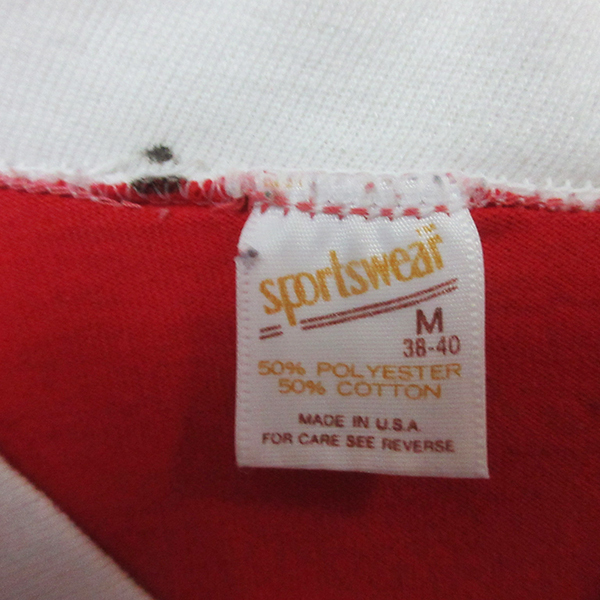 sportswear
M
38-40
50% POLYESTER
50% COTTON
MADE IN U.S.A.
FOR CARE SEE REVERSE